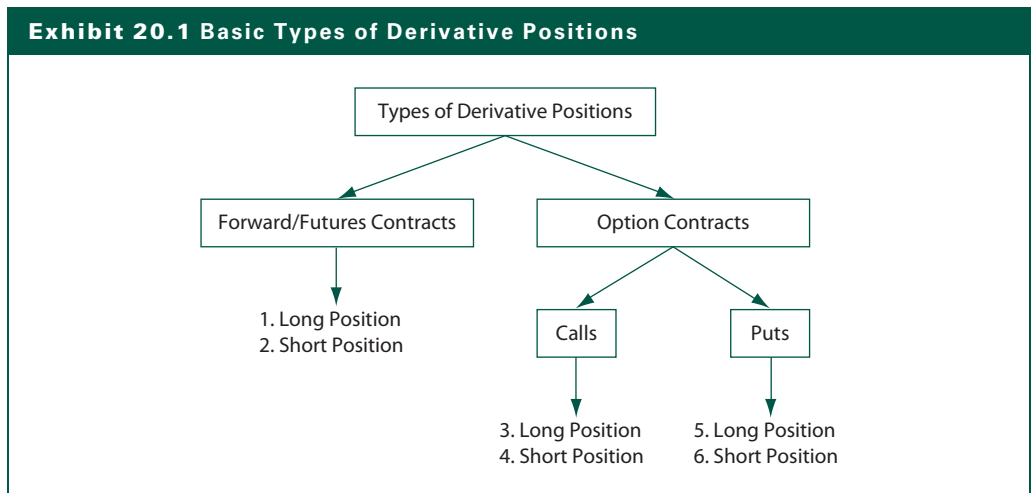 Exhibit 20.1 Basic Types of Derivative Positions
Types of Derivative Positions
Forward/Futures Contracts
Option Contracts
1. Long Position
2. Short Position
Calls
Puts
3. Long Position
4. Short Position
5. Long Position
6. Short Position